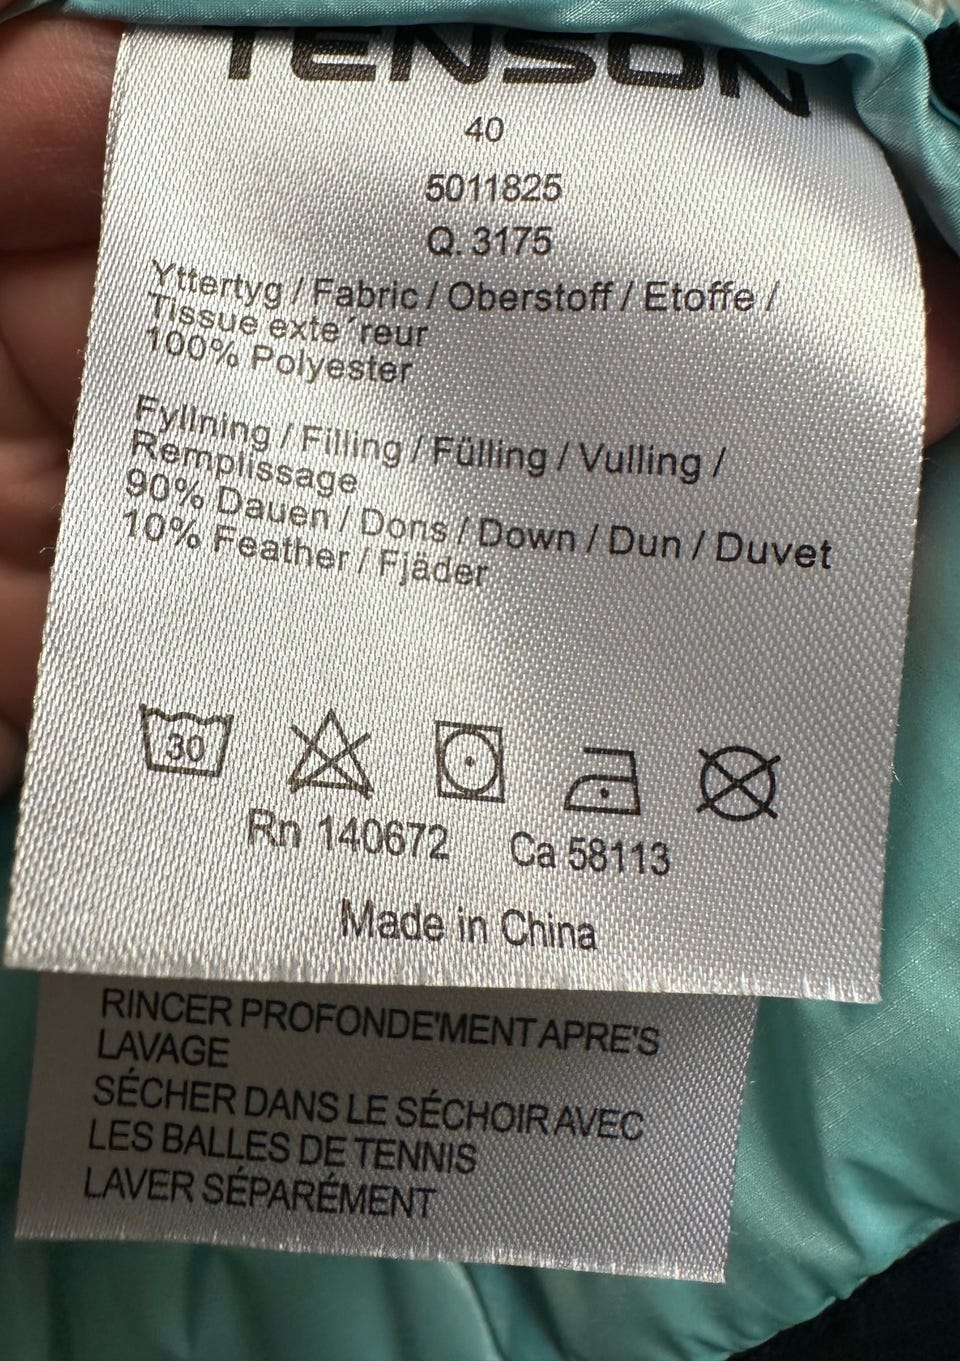 TENSON
40
5011825
Q. 3175
Yttertyg / Fabric / Oberstoff / Etoffe /
Tissue exte´reur
100% Polyester
Fyllning / Filling / Fülling / Vulling /
Remplissage
90% Dauen / Dons / Down / Dun / Duvet
10% Feather / Fjäder
30
Rn 140672 Ca 58113
Made in China
RINCER PROFONDE'MENT APRE'S
LAVAGE
SÉCHER DANS LE SÉCHOIR AVEC
LES BALLES DE TENNIS
LAVER SÉPARÉMENT